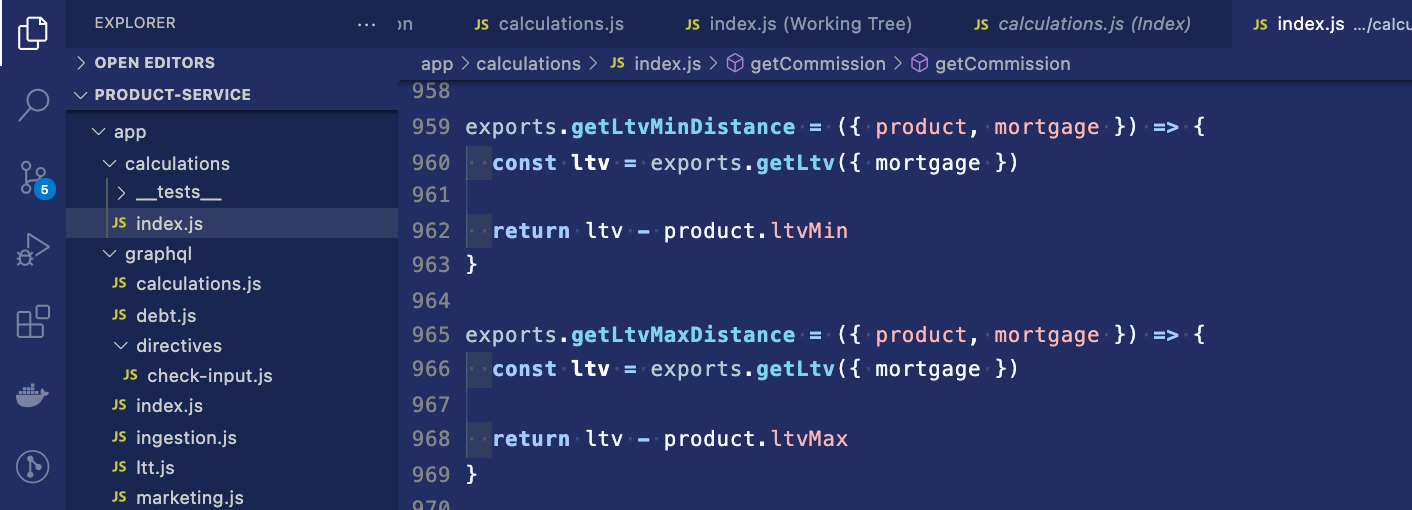 EXPLORER
···
on
JS calculations.js
JS index.js (Working Tree)
JS calculations.js (Index)
JS index.js …/calcu
OPEN EDITORS
app > calculations > JS index.js > getCommission > getCommission
PRODUCT-SERVICE
app
calculations
__tests__
JS index.js
graphql
JS calculations.js
JS debt.js
directives
JS check-input.js
JS index.js
JS ingestion.js
JS ltt.js
JS marketing.js
5
958
959 exports.getLtvMinDistance = ({ product, mortgage }) => {
960 const ltv = exports.getLtv({ mortgage })
961
962 return ltv - product.ltvMin
963 }
964
965 exports.getLtvMaxDistance = ({ product, mortgage }) => {
966 const ltv = exports.getLtv({ mortgage })
967
968 return ltv - product.ltvMax
969 }
970